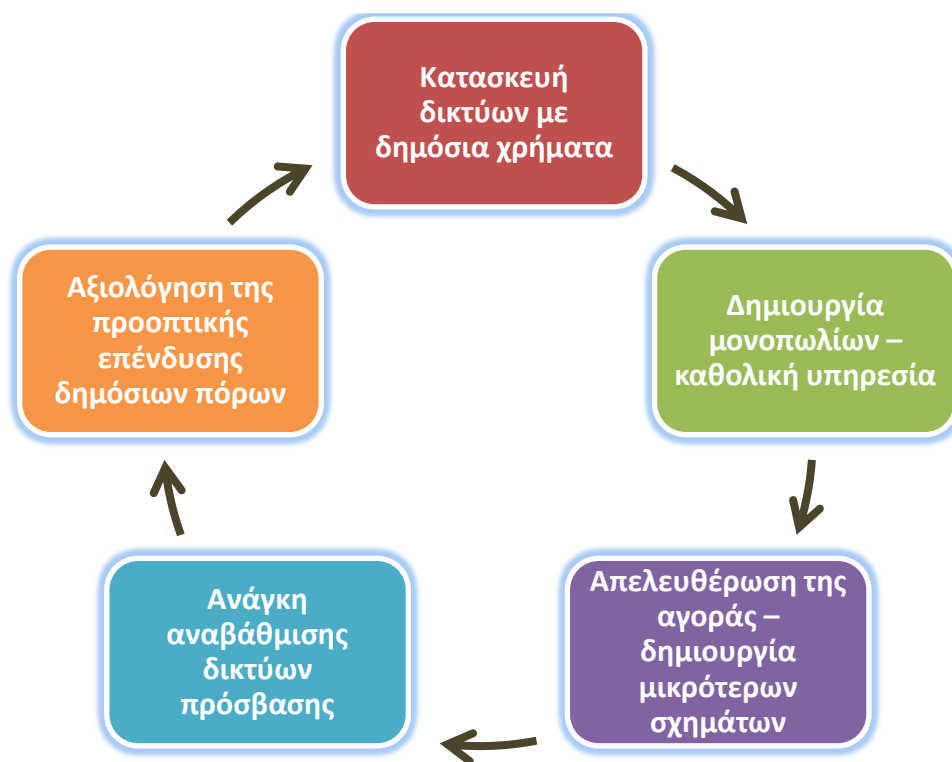 Κατασκευή
δικτύων με
δημόσια χρήματα
Δημιουργία
μονοπωλίων –
καθολική υπηρεσία
Απελευθέρωση της
αγοράς –
δημιουργία
μικρότερων
σχημάτων
Ανάγκη
αναβάθμισης
δικτύων
πρόσβασης
Αξιολόγηση της
προοπτικής
επένδυσης
δημόσιων πόρων